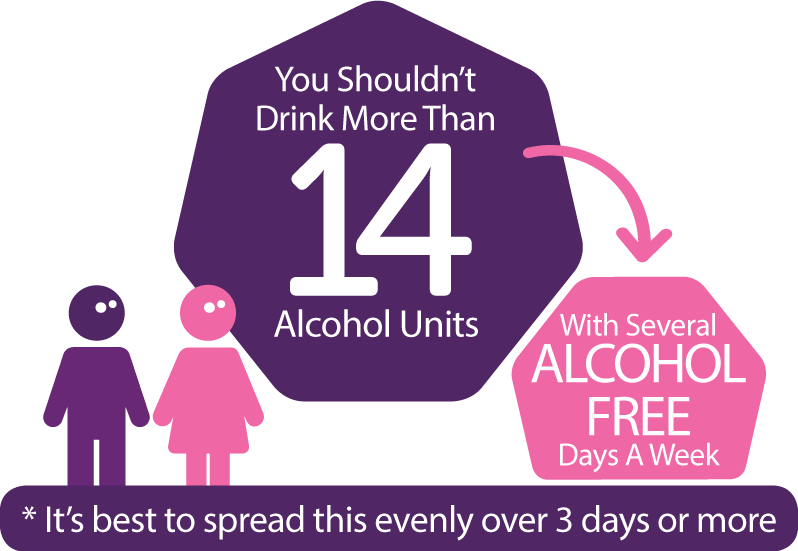 You Shouldn't
Drink More Than
14
Alcohol Units
With Several
ALCOHOL
FREE
Days A Week
* It's best to spread this evenly over 3 days or more